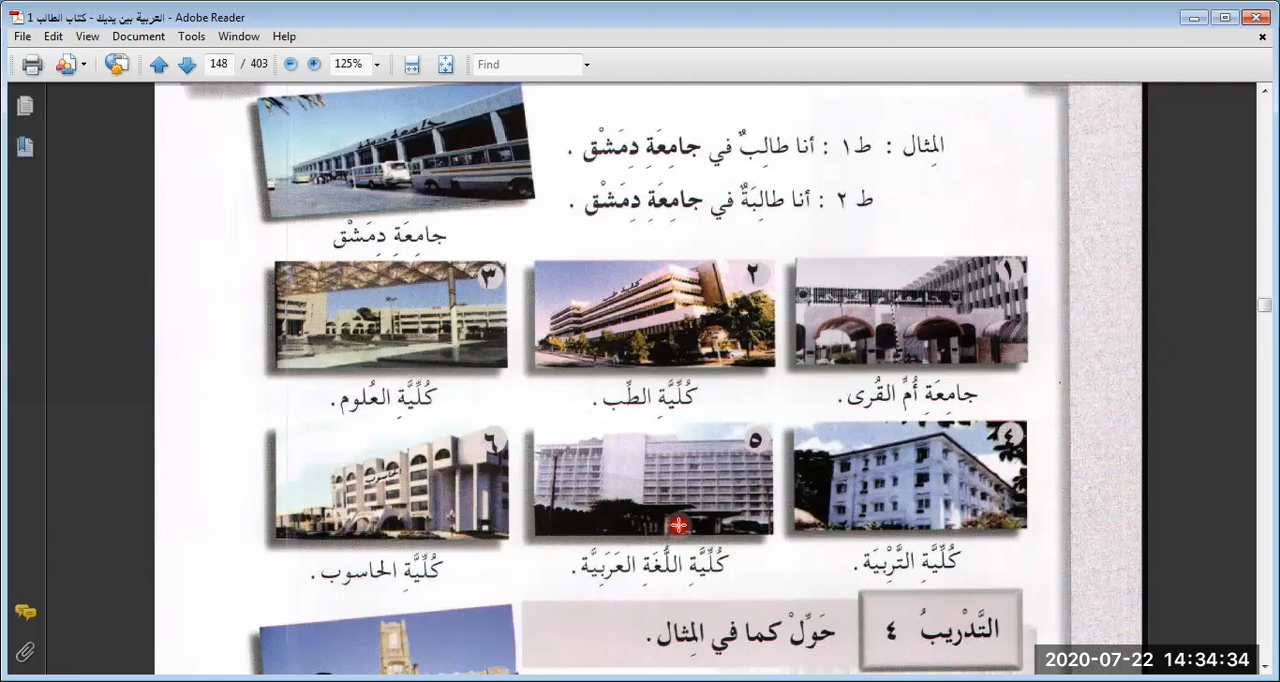 العربية بين يديك - كتاب الطالب 1 - Adobe Reader
File Edit View Document Tools Window Help
148 / 403 125% Find
المِثال : ط١ : أنا طالِبٌ في جامِعَةِ دِمَشْق .
ط ٢ : أنا طالِبَةٌ في جامِعَةِ دِمَشْق .
جامِعَةِ دِمَشْق
١
٢
٣
جامِعَةِ أُمِّ القُرى .
كُلِّيَّةِ الطِّب .
كُلِّيَّةِ العُلوم .
٤
٥
٦
كُلِّيَّةِ التَّرْبِيَة .
كُلِّيَّةِ اللُّغَةِ العَرَبِيَّة .
كُلِّيَّةِ الحاسوب .
التَّدْريبُ ٤ حَوِّلْ كما في المِثال .
2020-07-22 14:34:34